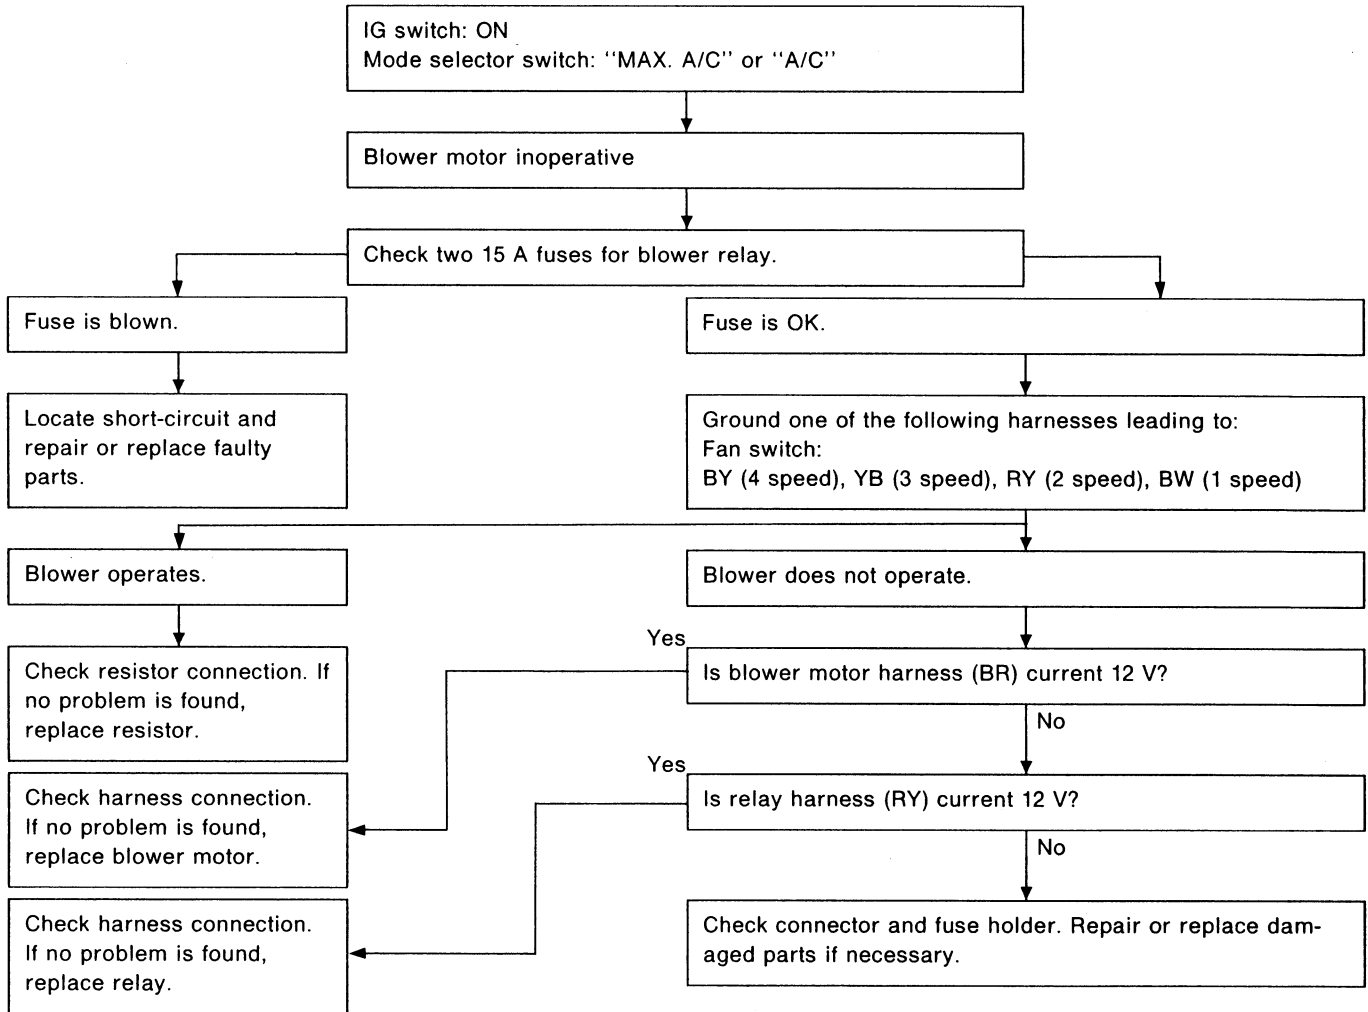 IG switch: ON
Mode selector switch: ‘‘MAX. A/C’’ or ‘‘A/C’’
Blower motor inoperative
Check two 15 A fuses for blower relay.
Fuse is blown.
Fuse is OK.
Locate short-circuit and
repair or replace faulty
parts.
Ground one of the following harnesses leading to:
Fan switch:
BY (4 speed), YB (3 speed), RY (2 speed), BW (1 speed)
Blower operates.
Blower does not operate.
Check resistor connection. If
no problem is found,
replace resistor.
Yes
Is blower motor harness (BR) current 12 V?
No
Check harness connection.
If no problem is found,
replace blower motor.
Yes
Is relay harness (RY) current 12 V?
No
Check harness connection.
If no problem is found,
replace relay.
Check connector and fuse holder. Repair or replace dam-
aged parts if necessary.